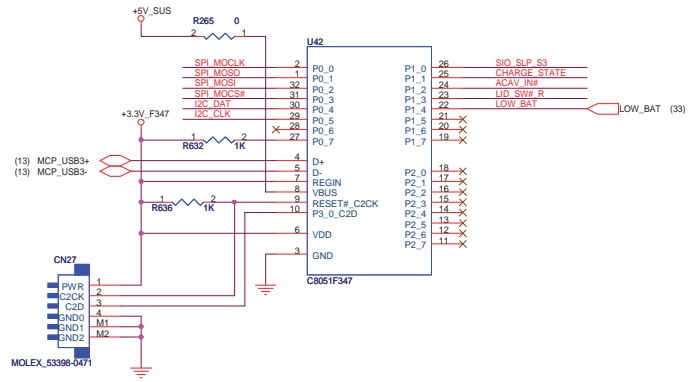 +5V_SUS
R265 0
2 1
U42
SPI_MOCLK 2 P0_0 P1_0 26 SIO_SLP_S3
SPI_MOSO 1 P0_1 P1_1 25 CHARGE_STATE
SPI_MOSI 32 P0_2 P1_2 24 ACAV_IN#
SPI_MOCS# 31 P0_3 P1_3 23 LID_SW#_R
I2C_DAT 30 P0_4 P1_4 22 LOW_BAT LOW_BAT (33)
I2C_CLK 29 P0_5 P1_5 21
+3.3V_F347
28 P0_6 P1_6 20
1 2 27 P0_7 P1_7 19
R632 1K
(13) MCP_USB3+ 4 D+
(13) MCP_USB3- 5 D- P2_0 18
7 REGIN P2_1 17
8 VBUS P2_2 16
1 2 9 RESET#_C2CK P2_3 15
R636 1K
10 P3_0_C2D P2_4 14
P2_5 13
6 VDD P2_6 12
P2_7 11
3 GND
C8051F347
CN27
PWR 1
C2CK 2
C2D 3
GND0 4
GND1 M1
GND2 M2
MOLEX_53398-0471